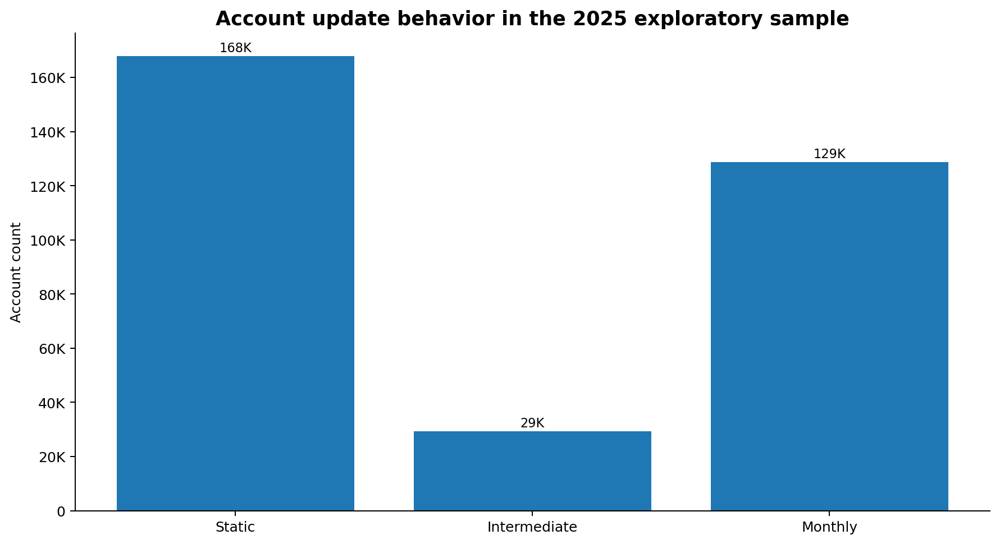 Account update behavior in the 2025 exploratory sample
168K
160K
140K
129K
120K
Account count
100K
80K
60K
40K
29K
20K
0
Static
Intermediate
Monthly